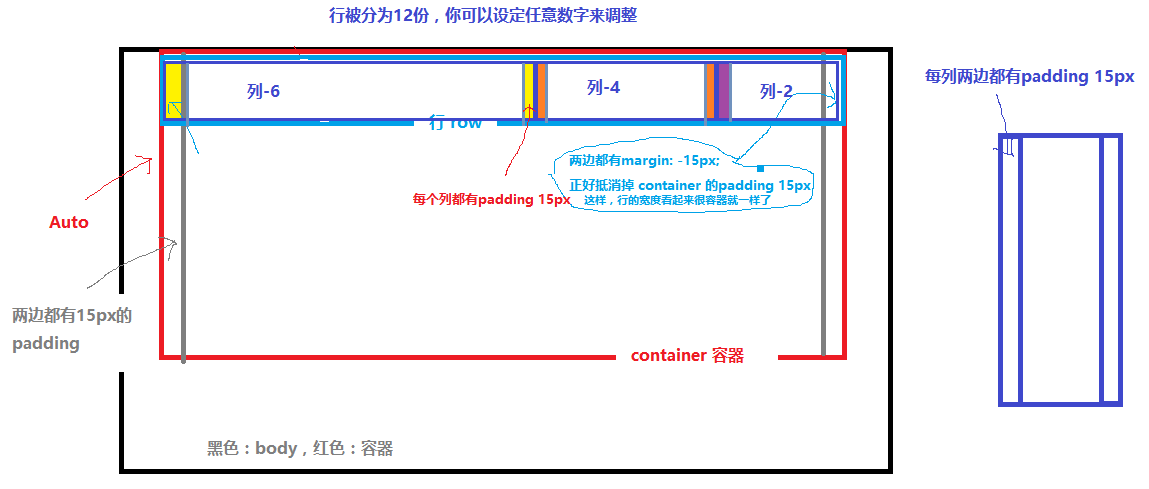 行被分为12份，你可以设定任意数字来调整
每列两边都有padding 15px
列-6
列-4
列-2
行 row
两边都有margin: -15px;
正好抵消掉 container 的padding 15px
这样，行的宽度看起来很容器就一样了
每个列都有padding 15px
Auto
两边都有15px的
padding
container 容器
黑色：body，红色：容器